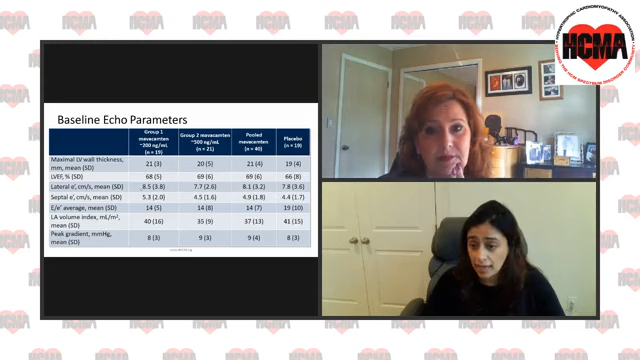 HYPERTROPHIC CARDIOMYOPATHY ASSOCIATION
HCMA
Baseline Echo Parameters
Group 1 mavacamten ~200 ng/mL (n = 19)
Group 2 mavacamten ~500 ng/mL (n = 21)
Pooled mavacamten (n = 40)
Placebo (n = 19)
Maximal LV wall thickness, mm, mean (SD) 21 (3) 20 (5) 21 (4) 19 (4)
LVEF, % (SD) 68 (5) 69 (6) 69 (6) 66 (8)
Lateral e′, cm/s, mean (SD) 8.5 (3.8) 7.7 (2.6) 8.1 (3.2) 7.8 (3.6)
Septal e′, cm/s, mean (SD) 5.3 (2.0) 4.5 (1.6) 4.9 (1.8) 4.4 (1.7)
E/e′ average, mean (SD) 14 (5) 14 (8) 14 (7) 19 (10)
LA volume index, mL/m², mean (SD) 40 (16) 35 (9) 37 (13) 41 (15)
Peak gradient, mmHg, mean (SD) 8 (3) 9 (3) 9 (4) 8 (3)